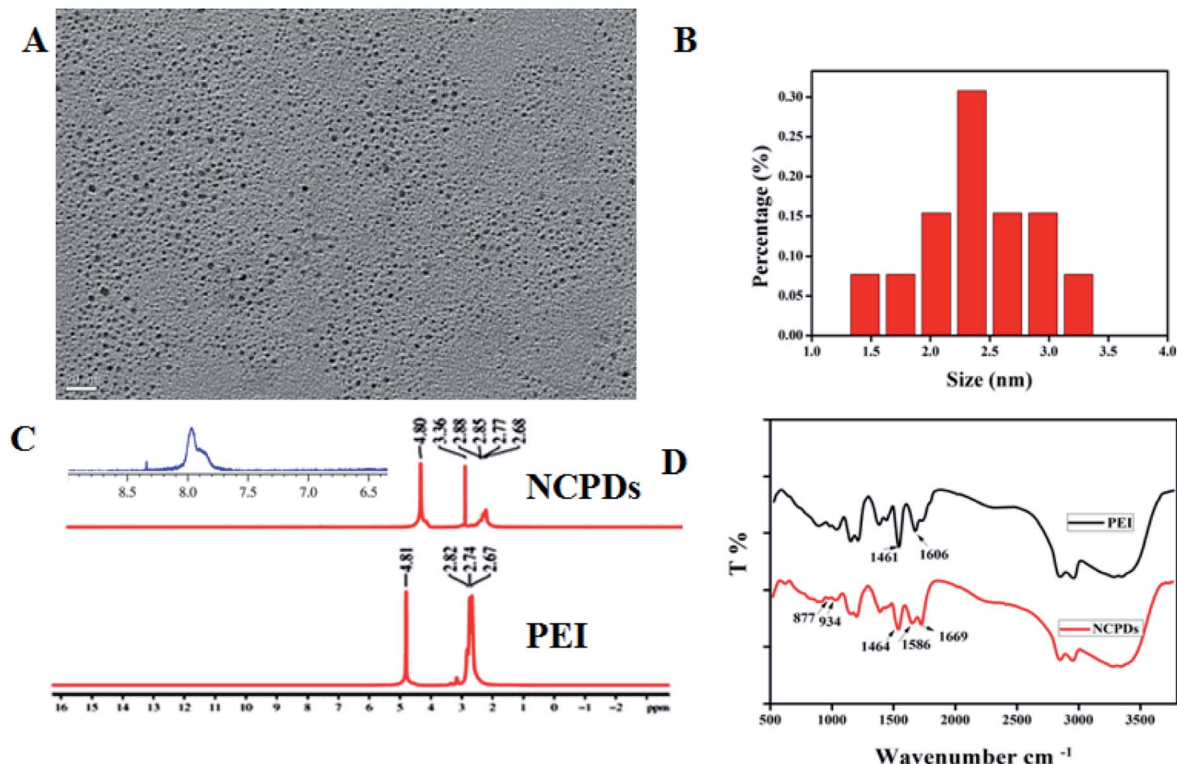 A
B
Percentage (%)
0.30
0.25
0.20
0.15
0.10
0.05
0.00
1.0 1.5 2.0 2.5 3.0 3.5 4.0
Size (nm)
C
8.5 8.0 7.5 7.0 6.5
4.80
3.36
2.88
2.85
2.77
2.68
NCPDs
4.81
2.82
2.74
2.67
PEI
16 15 14 13 12 11 10 9 8 7 6 5 4 3 2 1 0 −1 −2 ppm
D
T %
PEI
1461
1606
NCPDs
877
934
1464
1586
1669
500 1000 1500 2000 2500 3000 3500
Wavenumber cm -1